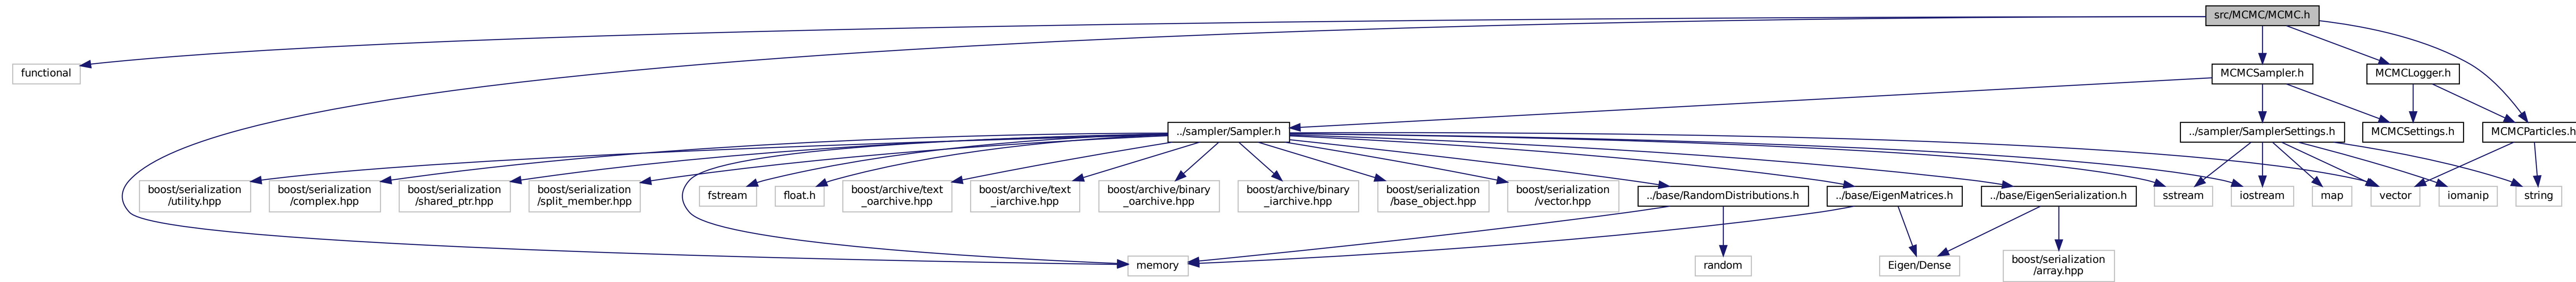 src/MCMC/MCMC.h
functional
MCMCSampler.h
MCMCLogger.h
../sampler/Sampler.h
../sampler/SamplerSettings.h
MCMCSettings.h
MCMCParticles.h
boost/serialization
/utility.hpp
boost/serialization
/complex.hpp
boost/serialization
/shared_ptr.hpp
boost/serialization
/split_member.hpp
fstream
float.h
boost/archive/text
_oarchive.hpp
boost/archive/text
_iarchive.hpp
boost/archive/binary
_oarchive.hpp
boost/archive/binary
_iarchive.hpp
boost/serialization
/base_object.hpp
boost/serialization
/vector.hpp
../base/RandomDistributions.h
../base/EigenMatrices.h
../base/EigenSerialization.h
sstream
iostream
map
vector
iomanip
string
memory
random
Eigen/Dense
boost/serialization
/array.hpp